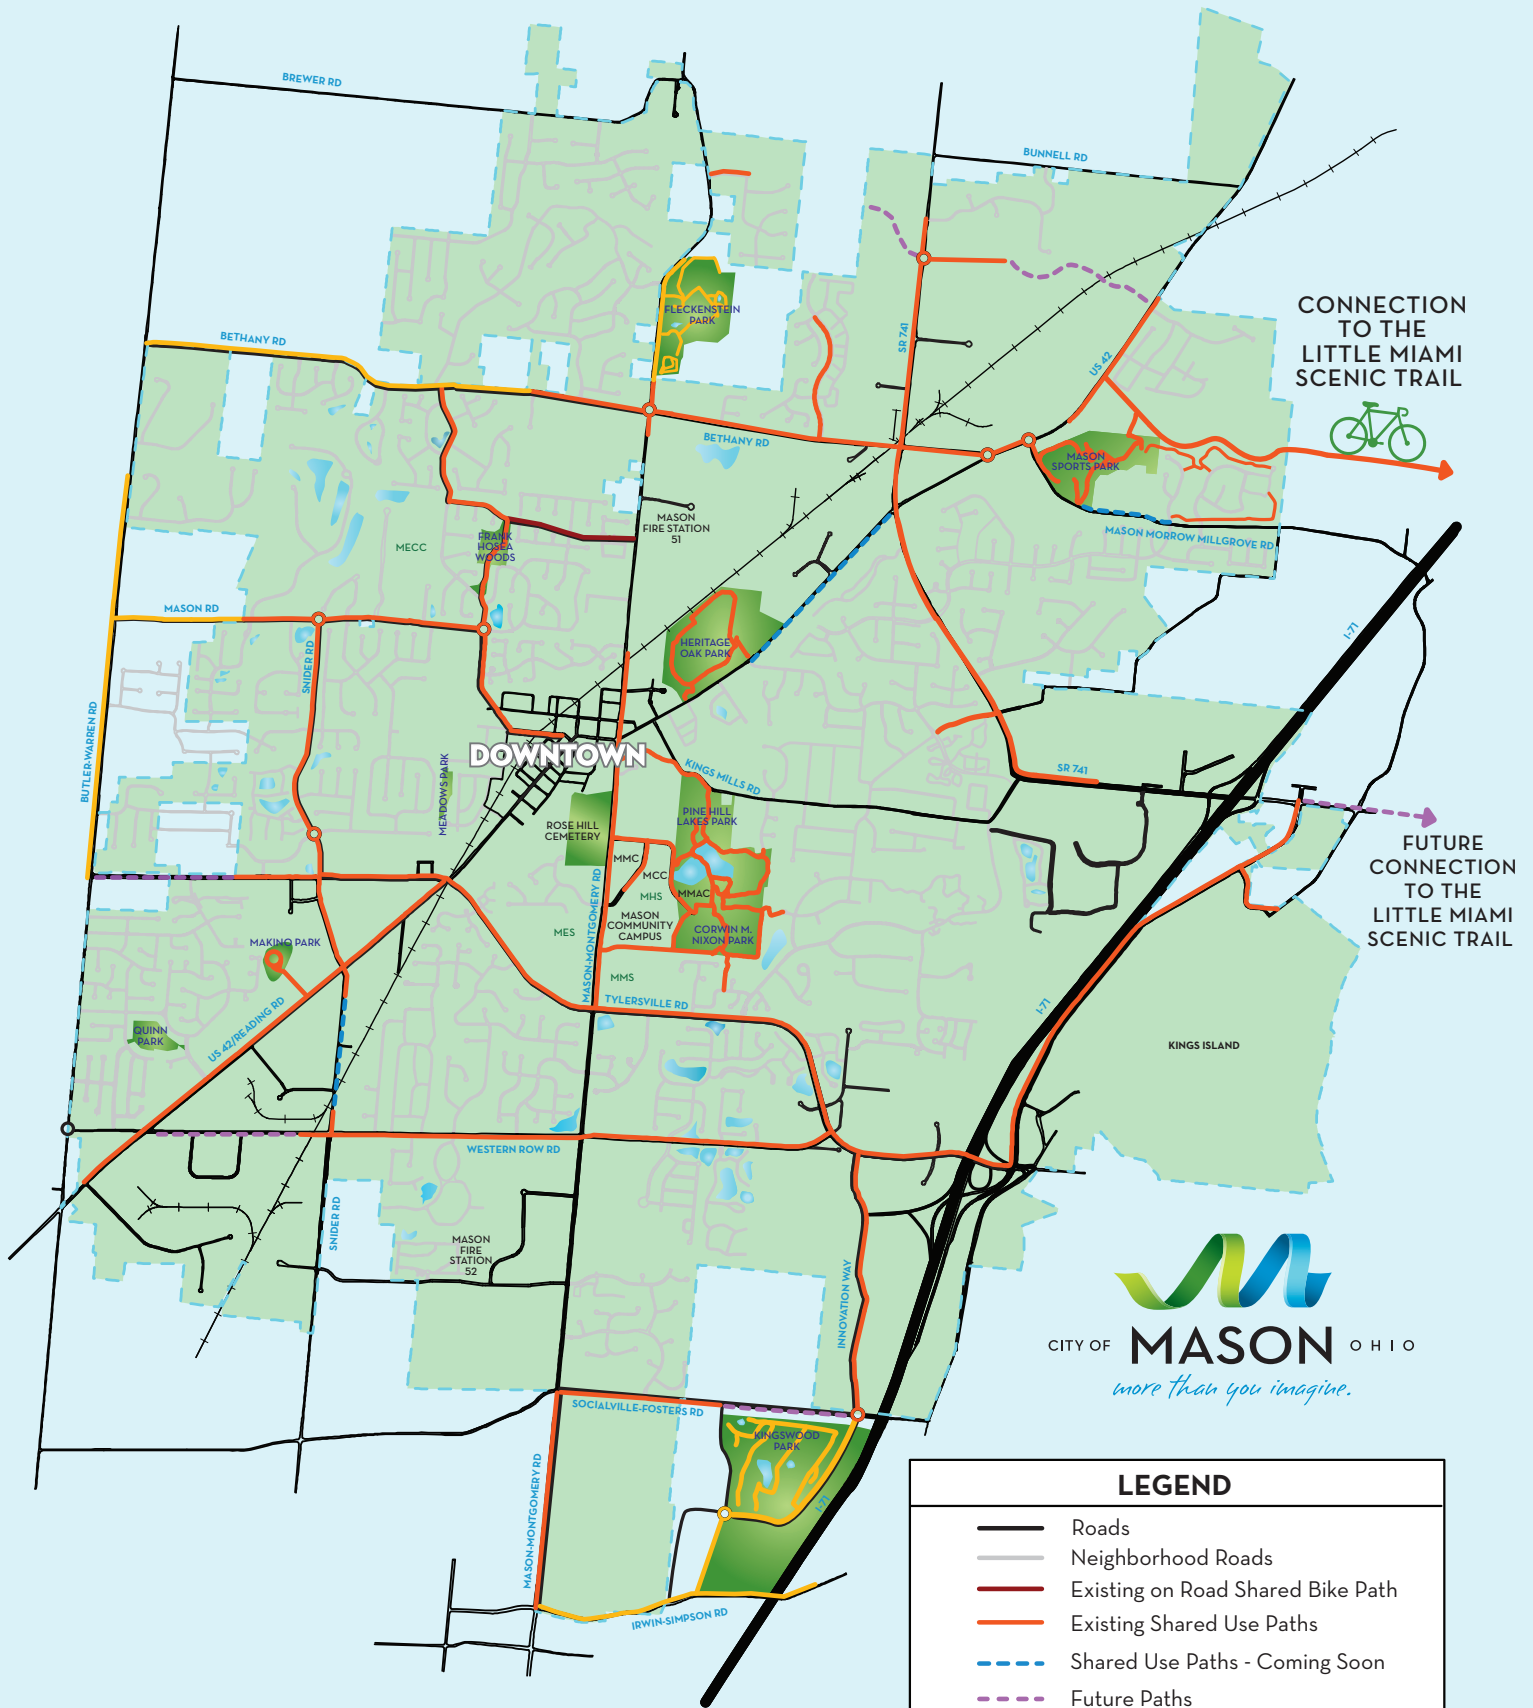 BREWER RD
BUNNELL RD
CONNECTION
TO THE
LITTLE MIAMI
SCENIC TRAIL
FLECKENSTEIN
PARK
BETHANY RD
SR 741
US 42
BETHANY RD
MASON
SPORTS PARK
MASON
FIRE STATION
51
MASON MORROW MILLGROVE RD
MECC
FRANK
HOSEA
WOODS
MASON RD
SNIDER RD
HERITAGE
OAK PARK
I-71
BUTLER-WARREN RD
DOWNTOWN
MEADOWS PARK
KINGS MILLS RD
SR 741
ROSE HILL
CEMETERY
PINE HILL
LAKES PARK
FUTURE
CONNECTION
TO THE
LITTLE MIAMI
SCENIC TRAIL
MMC
MCC
MHS
MMAC
MASON
COMMUNITY
CAMPUS
CORWIN M.
NIXON PARK
MES
MASON-MONTGOMERY RD
MMS
MAKINO PARK
TYLERSVILLE RD
US 42/READING RD
QUINN
PARK
I-71
KINGS ISLAND
WESTERN ROW RD
SNIDER RD
MASON
FIRE
STATION
52
INNOVATION WAY
CITY OF MASON OHIO
more than you imagine.
SOCIALVILLE-FOSTERS RD
KINGSWOOD
PARK
I-71
MASON-MONTGOMERY RD
IRWIN-SIMPSON RD
LEGEND
Roads
Neighborhood Roads
Existing on Road Shared Bike Path
Existing Shared Use Paths
Shared Use Paths - Coming Soon
Future Paths